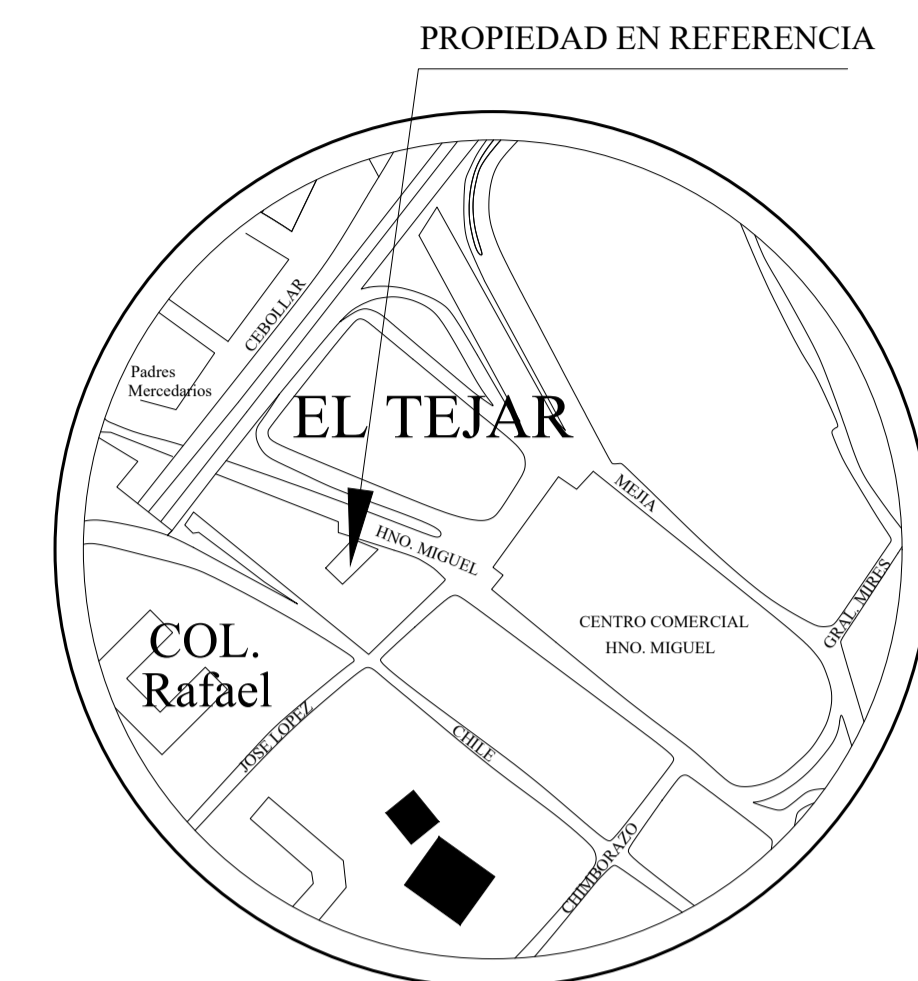 PROPIEDAD EN REFERENCIA
CEBOLLAR
Padres
Mercedarios
EL TEJAR
MEJIA
HNO. MIGUEL
GRAL. MIRES
CENTRO COMERCIAL
HNO. MIGUEL
COL.
Rafael
JOSE LOPEZ
CHILE
CHIMBORAZO